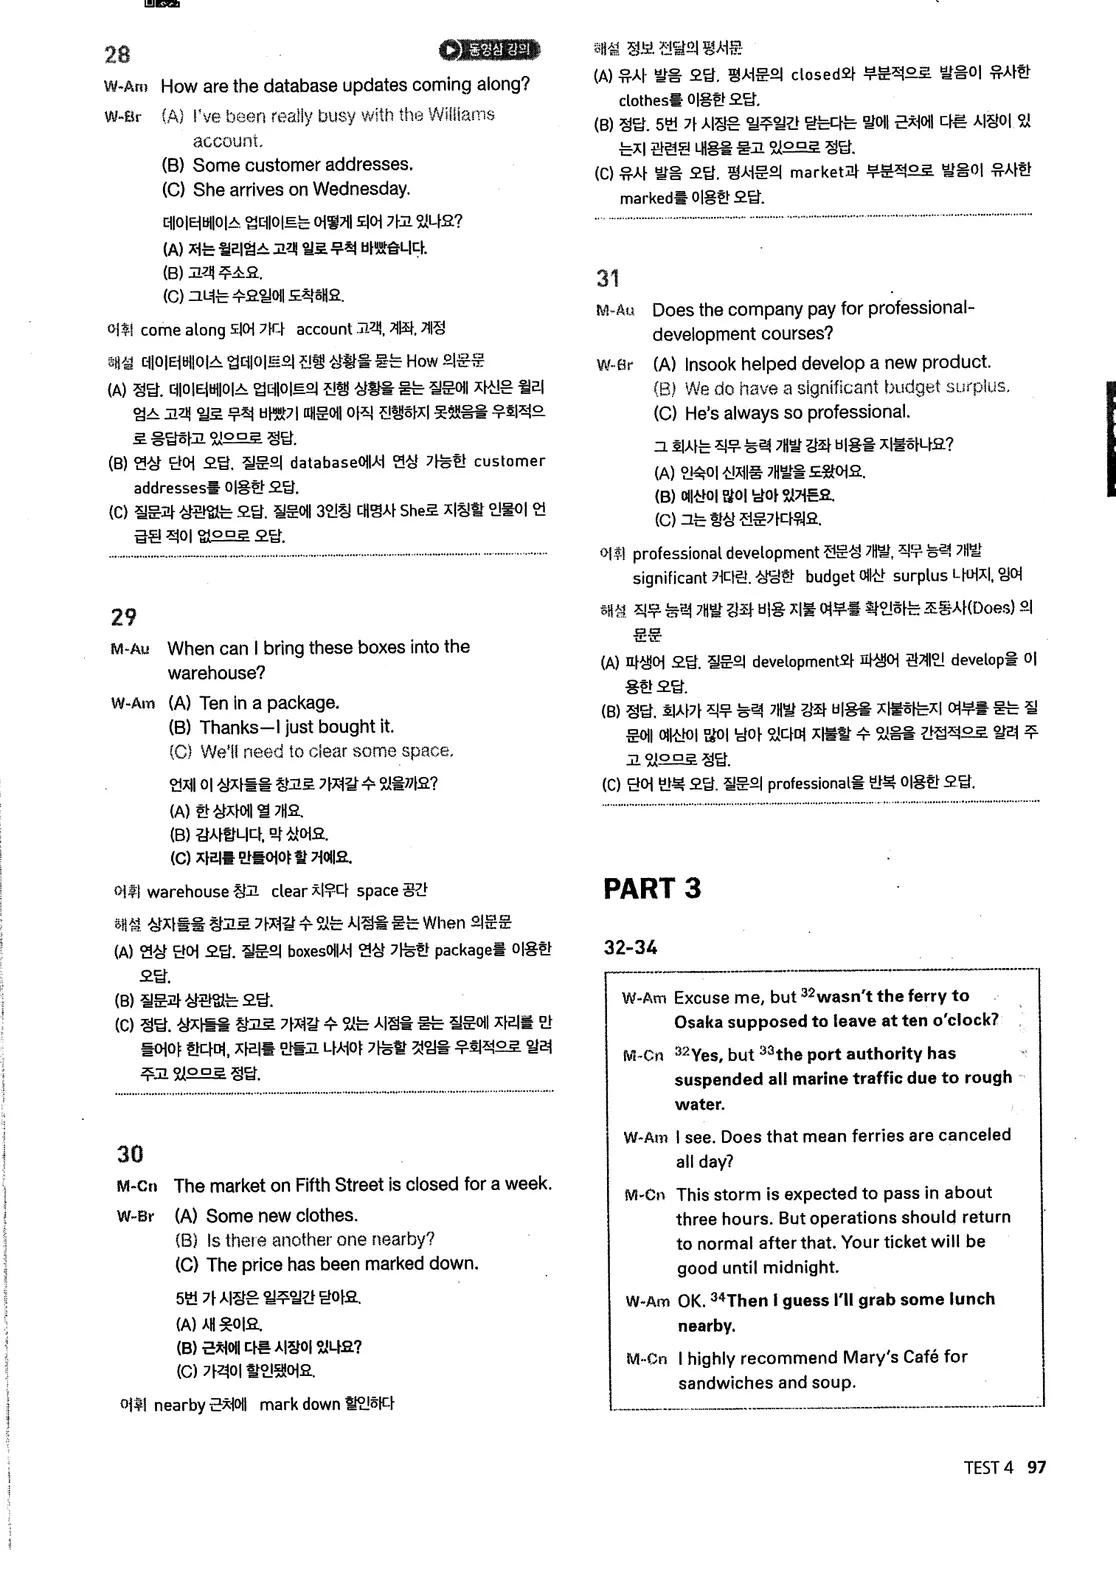 28
동영상 강의
W-Am How are the database updates coming along?
W-Br (A) I've been really busy with the Williams
account.
(B) Some customer addresses.
(C) She arrives on Wednesday.
데이터베이스 업데이트는 어떻게 되어 가고 있나요?
(A) 저는 윌리엄스 고객 일로 무척 바빴습니다.
(B) 고객 주소요.
(C) 그녀는 수요일에 도착해요.
어휘 come along 되어 가다 account 고객, 계좌, 계정
해설 데이터베이스 업데이트의 진행 상황을 묻는 How 의문문
(A) 정답. 데이터베이스 업데이트의 진행 상황을 묻는 질문에 자신은 윌리
엄스 고객 일로 무척 바빴기 때문에 아직 진행하지 못했음을 우회적으
로 응답하고 있으므로 정답.
(B) 연상 단어 오답. 질문의 database에서 연상 가능한 customer
addresses를 이용한 오답.
(C) 질문과 상관없는 오답. 질문에 3인칭 대명사 She로 지칭할 인물이 언
급된 적이 없으므로 오답.
29
M-Au When can I bring these boxes into the
warehouse?
W-Am (A) Ten in a package.
(B) Thanks—I just bought it.
(C) We'll need to clear some space.
언제 이 상자들을 창고로 가져갈 수 있을까요?
(A) 한 상자에 열 개요.
(B) 감사합니다, 막 샀어요.
(C) 자리를 만들어야 할 거예요.
어휘 warehouse 창고 clear 치우다 space 공간
해설 상자들을 창고로 가져갈 수 있는 시점을 묻는 When 의문문
(A) 연상 단어 오답. 질문의 boxes에서 연상 가능한 package를 이용한
오답.
(B) 질문과 상관없는 오답.
(C) 정답. 상자들을 창고로 가져갈 수 있는 시점을 묻는 질문에 자리를 만
들어야 한다며, 자리를 만들고 나서야 가능할 것임을 우회적으로 알려
주고 있으므로 정답.
30
M-Cn The market on Fifth Street is closed for a week.
W-Br (A) Some new clothes.
(B) Is there another one nearby?
(C) The price has been marked down.
5번 가 시장은 일주일간 닫아요.
(A) 새 옷이요.
(B) 근처에 다른 시장이 있나요?
(C) 가격이 할인됐어요.
어휘 nearby 근처에 mark down 할인하다
해설 정보 전달의 평서문
(A) 유사 발음 오답. 평서문의 closed와 부분적으로 발음이 유사한
clothes를 이용한 오답.
(B) 정답. 5번 가 시장은 일주일간 닫는다는 말에 근처에 다른 시장이 있
는지 관련된 내용을 묻고 있으므로 정답.
(C) 유사 발음 오답. 평서문의 market과 부분적으로 발음이 유사한
marked를 이용한 오답.
31
M-Au Does the company pay for professional-
development courses?
W-Br (A) Insook helped develop a new product.
(B) We do have a significant budget surplus.
(C) He's always so professional.
그 회사는 직무 능력 개발 강좌 비용을 지불하나요?
(A) 인숙이 신제품 개발을 도왔어요.
(B) 예산이 많이 남아 있거든요.
(C) 그는 항상 전문가다워요.
어휘 professional development 전문성 개발, 직무 능력 개발
significant 커다란, 상당한 budget 예산 surplus 나머지, 잉여
해설 직무 능력 개발 강좌 비용 지불 여부를 확인하는 조동사(Does) 의
문문
(A) 파생어 오답. 질문의 development와 파생어 관계인 develop을 이
용한 오답.
(B) 정답. 회사가 직무 능력 개발 강좌 비용을 지불하는지 여부를 묻는 질
문에 예산이 많이 남아 있다며 지불할 수 있음을 간접적으로 알려 주
고 있으므로 정답.
(C) 단어 반복 오답. 질문의 professional을 반복 이용한 오답.
PART 3
32-34
W-Am Excuse me, but 32wasn't the ferry to
Osaka supposed to leave at ten o'clock?
M-Cn 32Yes, but 33the port authority has
suspended all marine traffic due to rough
water.
W-Am I see. Does that mean ferries are canceled
all day?
M-Cn This storm is expected to pass in about
three hours. But operations should return
to normal after that. Your ticket will be
good until midnight.
W-Am OK. 34Then I guess I'll grab some lunch
nearby.
M-Cn I highly recommend Mary's Café for
sandwiches and soup.
TEST 4 97